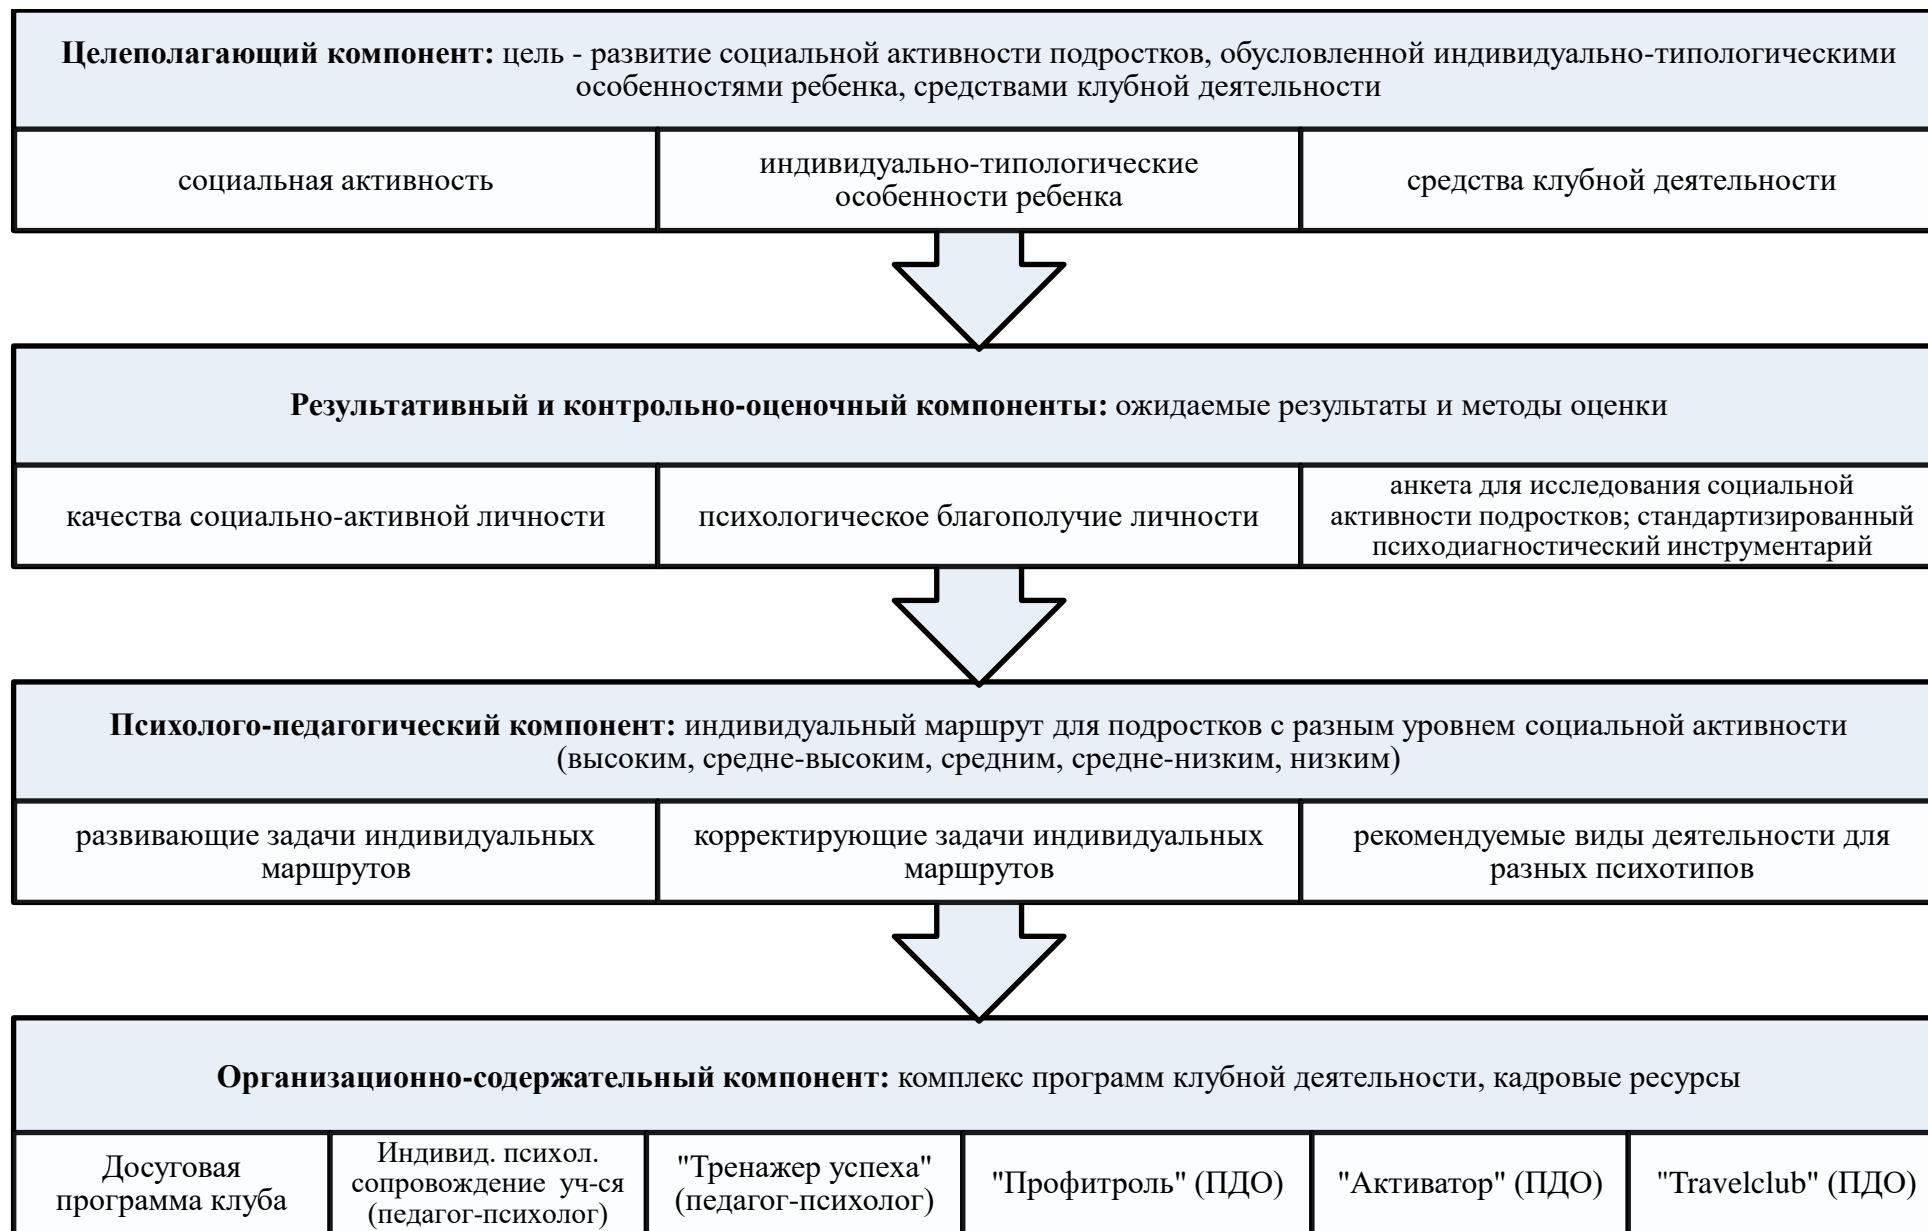 Целеполагающий компонент: цель - развитие социальной активности подростков, обусловленной индивидуально-типологическими
особенностями ребенка, средствами клубной деятельности
социальная активность
индивидуально-типологические
особенности ребенка
средства клубной деятельности
Результативный и контрольно-оценочный компоненты: ожидаемые результаты и методы оценки
качества социально-активной личности
психологическое благополучие личности
анкета для исследования социальной
активности подростков; стандартизированный
психодиагностический инструментарий
Психолого-педагогический компонент: индивидуальный маршрут для подростков с разным уровнем социальной активности
(высоким, средне-высоким, средним, средне-низким, низким)
развивающие задачи индивидуальных
маршрутов
корректирующие задачи индивидуальных
маршрутов
рекомендуемые виды деятельности для
разных психотипов
Организационно-содержательный компонент: комплекс программ клубной деятельности, кадровые ресурсы
Досуговая
программа клуба
Индивид. психол.
сопровождение уч-ся
(педагог-психолог)
"Тренажер успеха"
(педагог-психолог)
"Профитроль" (ПДО)
"Активатор" (ПДО)
"Travelclub" (ПДО)